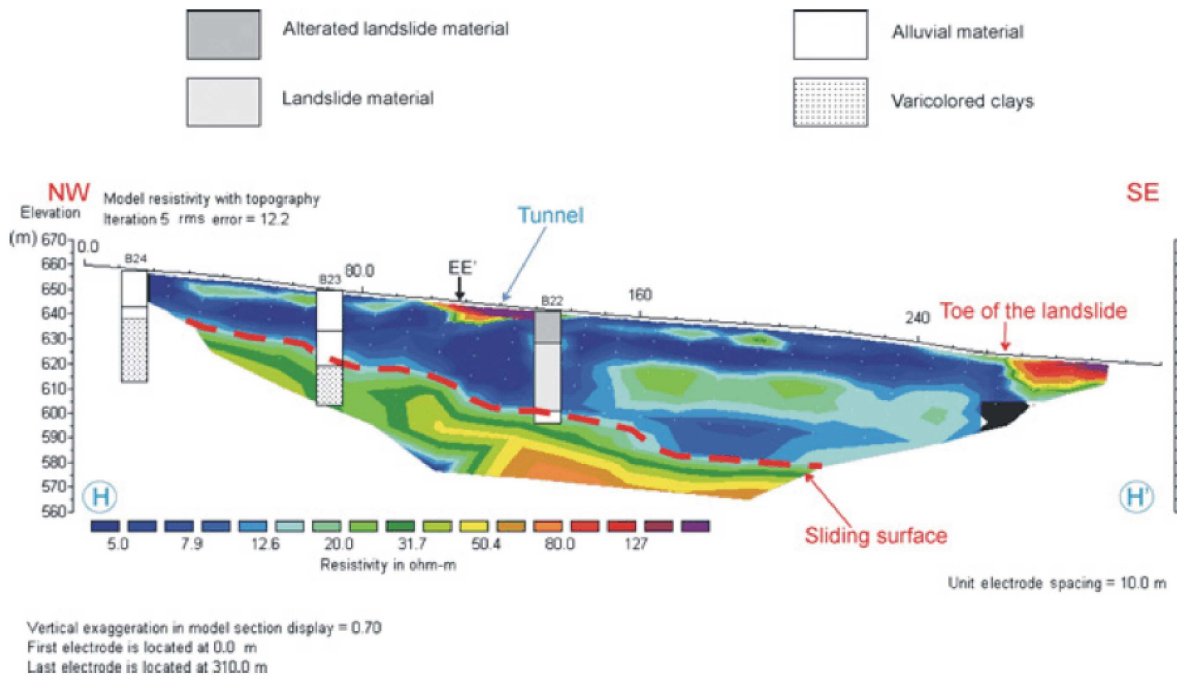 Alterated landslide material
Alluvial material
Landslide material
Varicolored clays
NW
Model resistivity with topography
SE
Elevation
Iteration 5 rms error = 12.2
Tunnel
(m)
670
0.0
B24
660
B23
80.0
EE'
650
B22
160
640
240
Toe of the landslide
630
620
610
600
590
580
570
H
H'
560
5.0 7.9 12.6 20.0 31.7 50.4 80.0 127
Sliding surface
Resistivity in ohm-m
Unit electrode spacing = 10.0 m
Vertical exaggeration in model section display = 0.70
First electrode is located at 0.0 m
Last electrode is located at 310.0 m